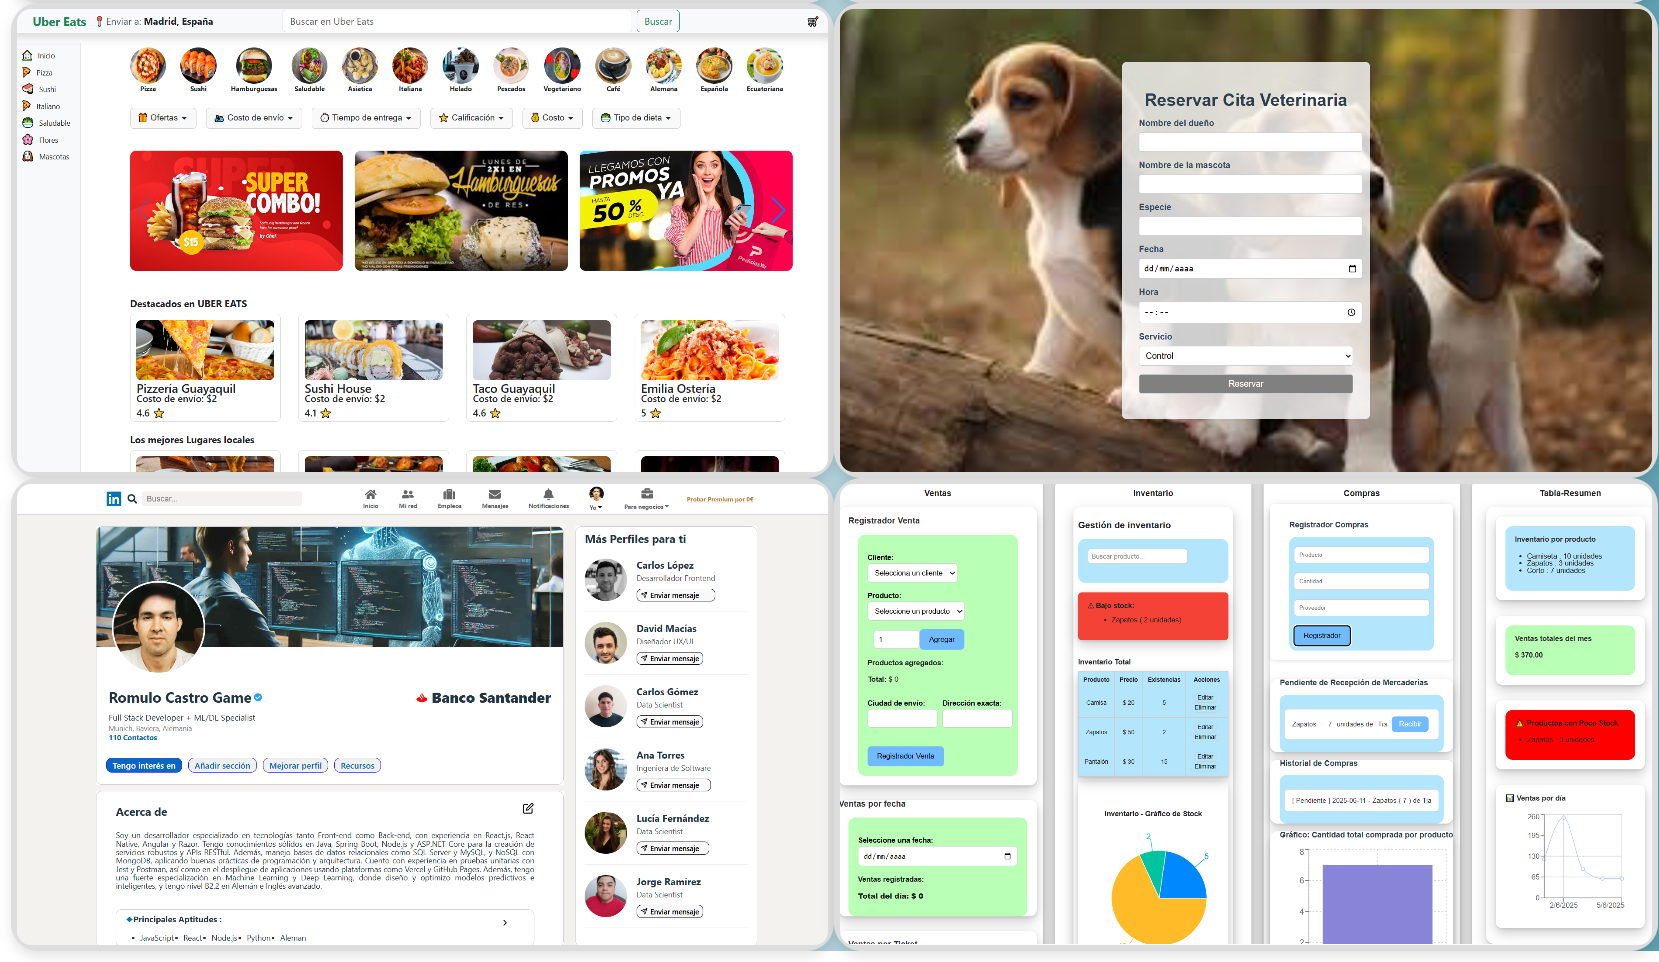 Uber Eats
Enviar a: Madrid, España
Buscar en Uber Eats
Buscar
Inicio
Pizza
Sushi
Italiano
Saludable
Flores
Mascotas
Pizza
Sushi
Hamburguesas
Saludable
Asiatica
Italiana
Helado
Pescados
Vegetariano
Café
Alemana
Española
Ecuatoriana
Ofertas
Costo de envío
Tiempo de entrega
Calificación
Costo
Tipo de dieta
SUPER
SUPER
COMBO!
by Chef
$15
LUNES DE
2X1 EN
Hamburguesas
• DE RES •
LLEGAMOS CON
PROMOS
YA
HASTA
50 %
DESC.
PedidosYa
Destacados en UBER EATS
Pizzería Guayaquil
Costo de envío: $2
4.6
Sushi House
Costo de envío: $2
4.1
Taco Guayaquil
Costo de envío: $2
4.6
Emilia Osteria
Costo de envío: $2
5
Los mejores Lugares locales
Reservar Cita Veterinaria
Nombre del dueño
Nombre de la mascota
Especie
Fecha
dd/mm/aaaa
Hora
--:--
Servicio
Control
Reservar
in
Buscar...
Inicio
Mi red
Empleos
Mensajes
Notificaciones
Yo
Para negocios
Probar Premium por 0€
Romulo Castro Game
Banco Santander
Full Stack Developer + ML/DL Specialist
Munich, Baviera, Alemania
110 Contactos
Tengo interés en
Añadir sección
Mejorar perfil
Recursos
Acerca de
Soy un desarrollador especializado en tecnologías tanto Front-end como Back-end, con experiencia en React.js, React
Native, Angular y Razor. Tengo conocimientos sólidos en Java, Spring Boot, Node.js y ASP.NET Core para la creación de
servicios robustos y APIs RESTful. Además, manejo bases de datos relacionales como SQL Server y MySQL, y NoSQL con
MongoDB, aplicando buenas prácticas de programación y arquitectura. Cuento con experiencia en pruebas unitarias con
Jest y Postman, así como en el despliegue de aplicaciones usando plataformas como Vercel y GitHub Pages. Además, tengo
una fuerte especialización en Machine Learning y Deep Learning, donde diseño y optimizo modelos predictivos e
inteligentes, y tengo nivel B2.2 en Alemán e Inglés avanzado.
Principales Aptitudes :
• JavaScript• React• Node.js• Python• Aleman
Más Perfiles para ti
Carlos López
Desarrollador Frontend
Enviar mensaje
David Macías
Diseñador UX/UI
Enviar mensaje
Carlos Gómez
Data Scientist
Enviar mensaje
Ana Torres
Ingeniera de Software
Enviar mensaje
Lucía Fernández
Data Scientist
Enviar mensaje
Jorge Ramírez
Data Scientist
Enviar mensaje
Ventas
Registrador Venta
Cliente:
Selecciona un cliente
Producto:
Seleccione un producto
1
Agregar
Productos agregados:
Total: $ 0
Ciudad de envío:
Dirección exacta:
Registrador Venta
Ventas por fecha
Seleccione una fecha:
dd/mm/aaaa
Ventas registradas:
Total del día: $ 0
Ventas por Ticket
Inventario
Gestión de inventario
Buscar producto...
Bajo stock:
• Zapatos ( 2 unidades)
Inventario Total
Producto Precio Existencias Acciones
Camisa $ 20 5 Editar
Eliminar
Zapatos $ 50 2 Editar
Eliminar
Pantalón $ 30 15 Editar
Eliminar
Inventario - Gráfico de Stock
2
5
Compras
Registrador Compras
Producto
Cantidad
Proveedor
Registrador
Pendiente de Recepción de Mercaderías
Zapatos 7 unidades de Tia
Recibir
Historial de Compras
[ Pendiente ] 2025-06-11 - Zapatos ( 7 ) de Tia
Gráfico: Cantidad total comprada por producto
8
6
4
2
Tabla-Resumen
Inventario por producto
• Camiseta : 10 unidades
• Zapatos : 3 unidades
• Corto : 7 unidades
Ventas totales del mes
$ 370.00
Productos con Poco Stock
• Zapatos 3 unidades
Ventas por día
260
195
130
65
0
2/6/2025
5/6/2025